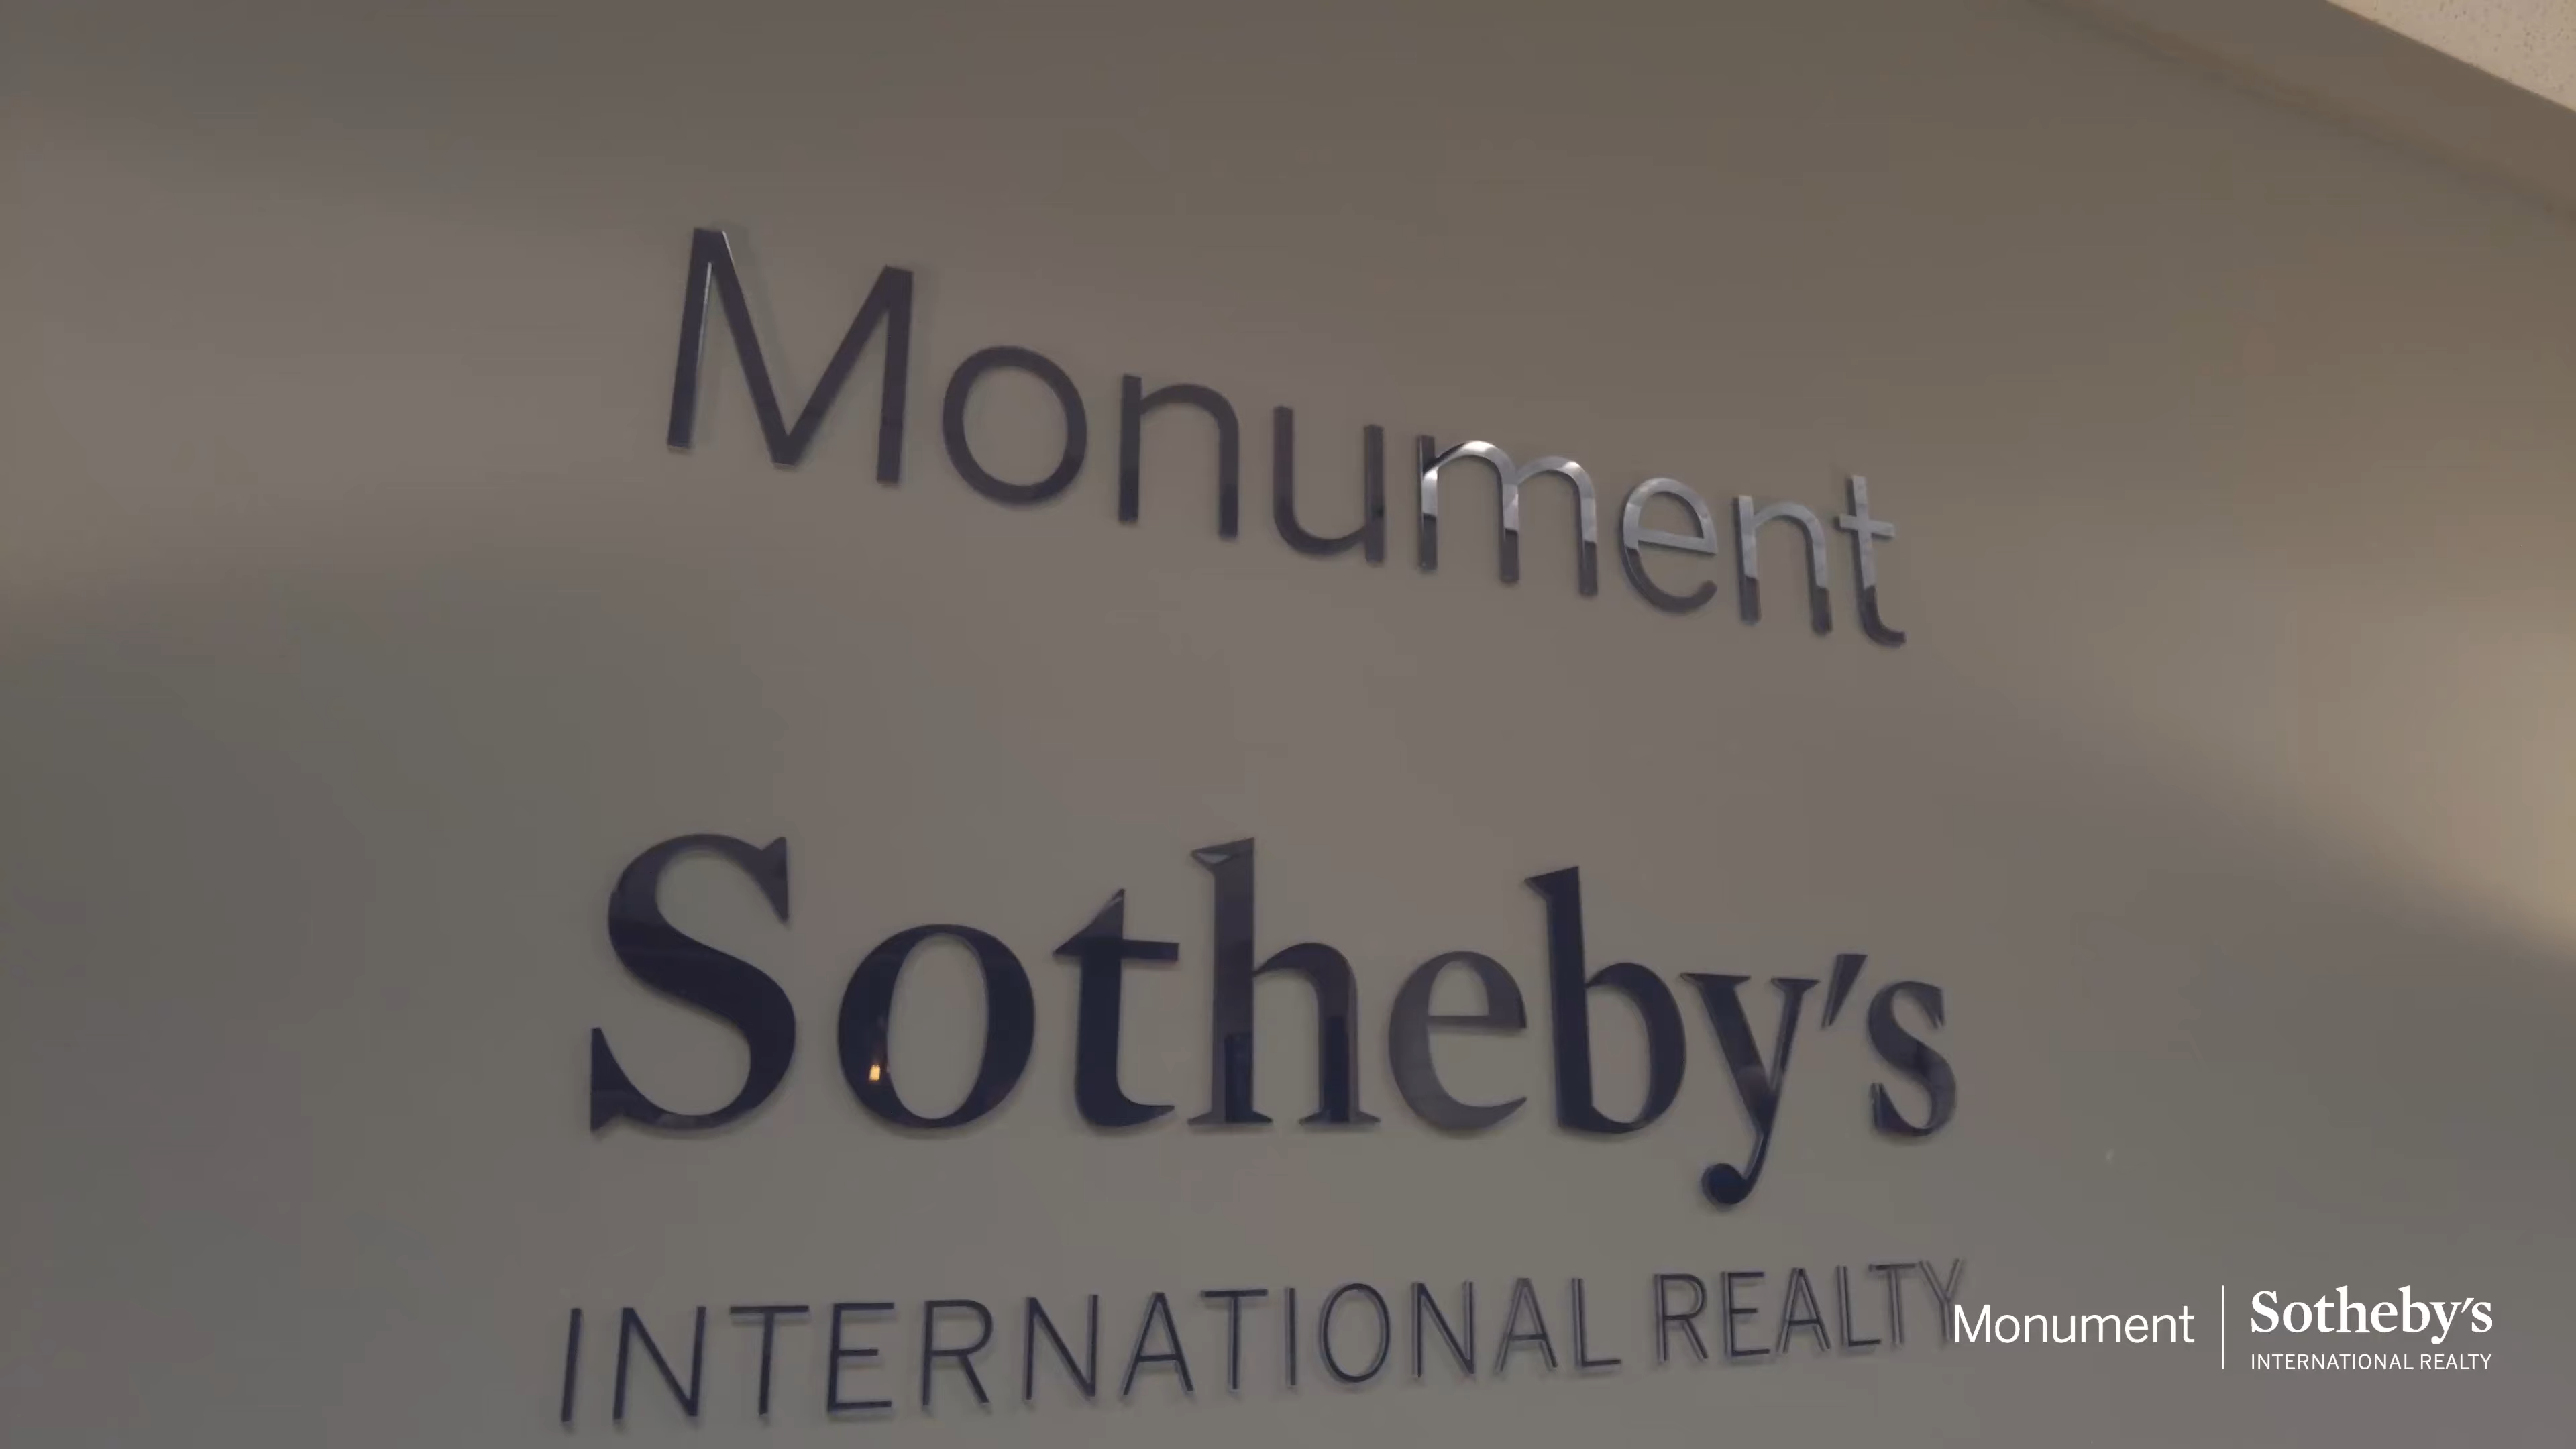 Monument
Sotheby's
INTERNATIONAL REALTY
Monument | Sotheby's
INTERNATIONAL REALTY